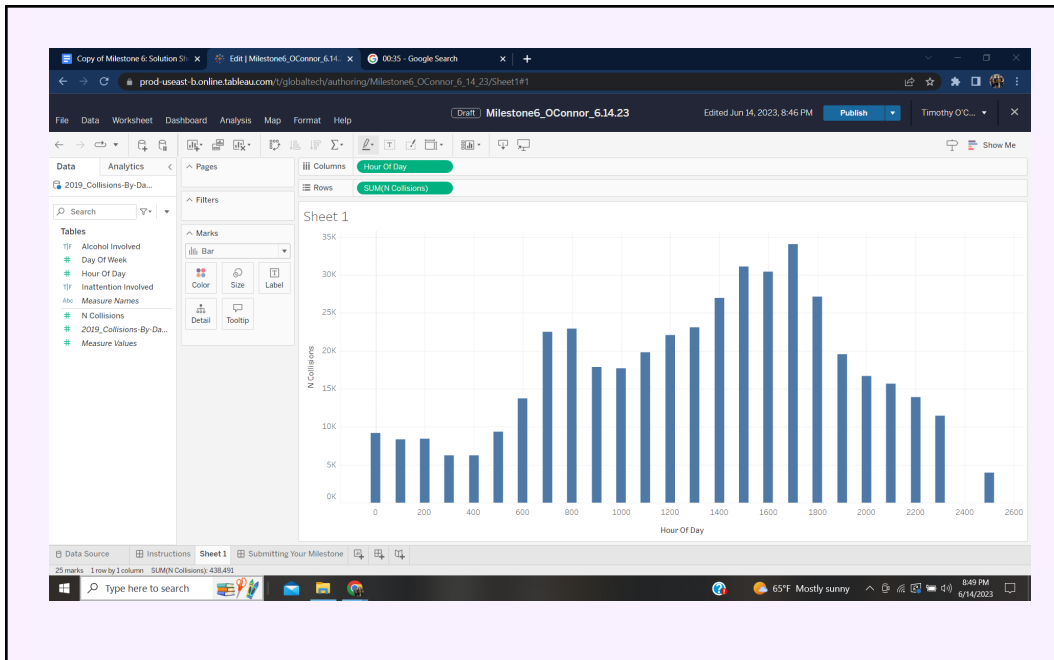 Copy of Milestone 6: Solution Sh
Edit | Milestone6_OConnor_6.14.
00:35 - Google Search
prod-useast-b.online.tableau.com/t/globaltech/authoring/Milestone6_OConnor_6_14_23/Sheet1#1
Draft Milestone6_OConnor_6.14.23
Edited Jun 14, 2023, 8:46 PM
Publish
Timothy O'C...
File Data Worksheet Dashboard Analysis Map Format Help
Show Me
Data Analytics
2019_Collisions-By-Da...
Search
Tables
T|F Alcohol Involved
# Day Of Week
# Hour Of Day
T|F Inattention Involved
Abc Measure Names
# N Collisions
# 2019_Collisions-By-Da...
# Measure Values
Pages
Filters
Marks
Bar
Color Size Label
Detail Tooltip
Columns Hour Of Day
Rows SUM(N Collisions)
Sheet 1
35K
30K
25K
20K
15K
10K
5K
0K
N Collisions
0 200 400 600 800 1000 1200 1400 1600 1800 2000 2200 2400 2600
Hour Of Day
Data Source Instructions Sheet 1 Submitting Your Milestone
25 marks 1 row by 1 column SUM(N Collisions): 438,491
Type here to search
65°F Mostly sunny
8:49 PM
6/14/2023